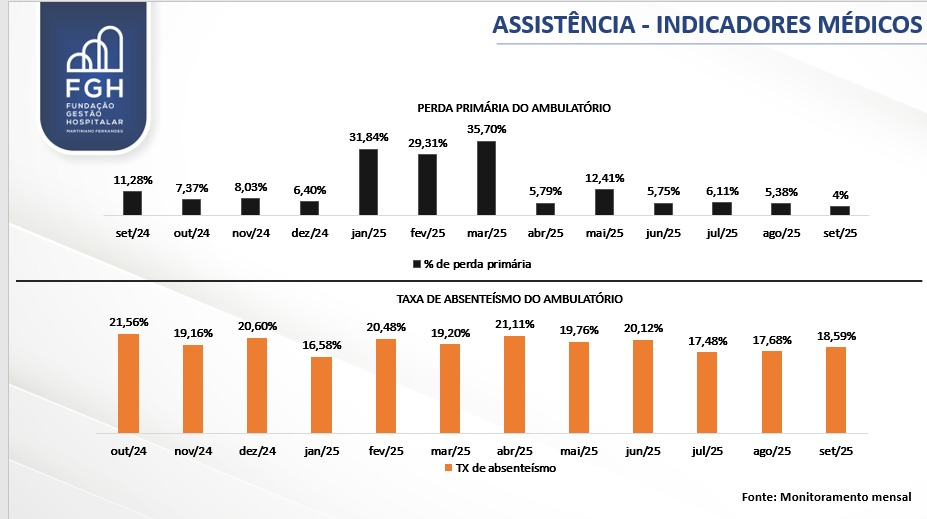 ASSISTÊNCIA - INDICADORES MÉDICOS
FGH
FUNDAÇÃO
GESTÃO
HOSPITALAR
MARTINIANO FERNANDES
PERDA PRIMÁRIA DO AMBULATÓRIO
11,28% 7,37% 8,03% 6,40% 31,84% 29,31% 35,70% 5,79% 12,41% 5,75% 6,11% 5,38% 4%
set/24 out/24 nov/24 dez/24 jan/25 fev/25 mar/25 abr/25 mai/25 jun/25 jul/25 ago/25 set/25
% de perda primária
TAXA DE ABSENTEÍSMO DO AMBULATÓRIO
21,56% 19,16% 20,60% 16,58% 20,48% 19,20% 21,11% 19,76% 20,12% 17,48% 17,68% 18,59%
out/24 nov/24 dez/24 jan/25 fev/25 mar/25 abr/25 mai/25 jun/25 jul/25 ago/25 set/25
TX de absenteísmo
Fonte: Monitoramento mensal